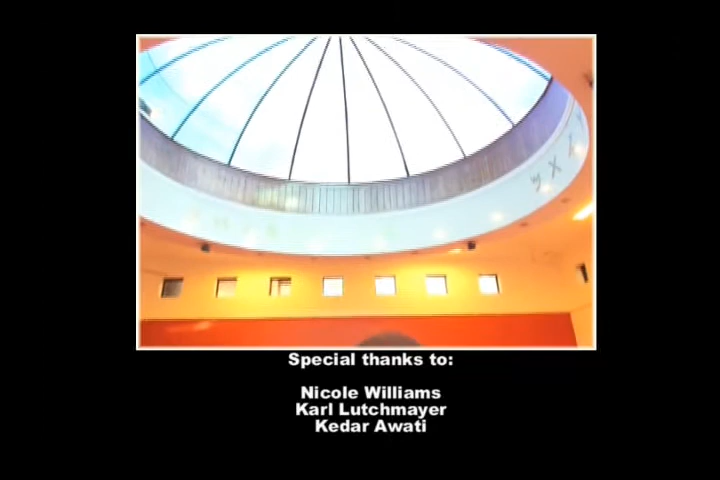 Special thanks to:
Nicole Williams
Karl Lutchmayer
Kedar Awati